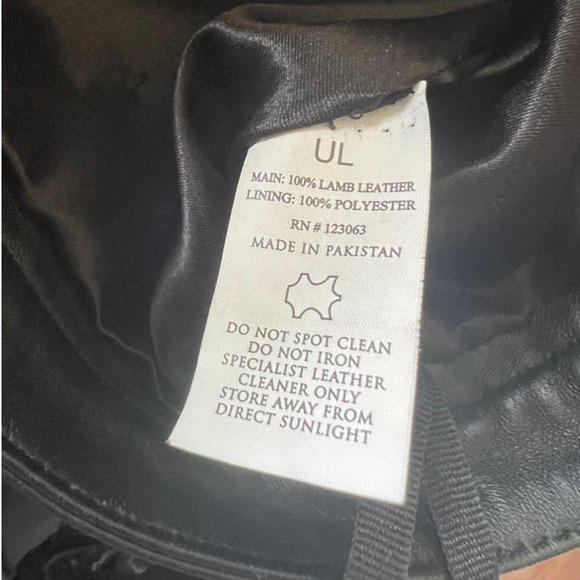 UL
MAIN: 100% LAMB LEATHER
LINING: 100% POLYESTER
RN # 123063
MADE IN PAKISTAN
DO NOT SPOT CLEAN
DO NOT IRON
SPECIALIST LEATHER
CLEANER ONLY
STORE AWAY FROM
DIRECT SUNLIGHT